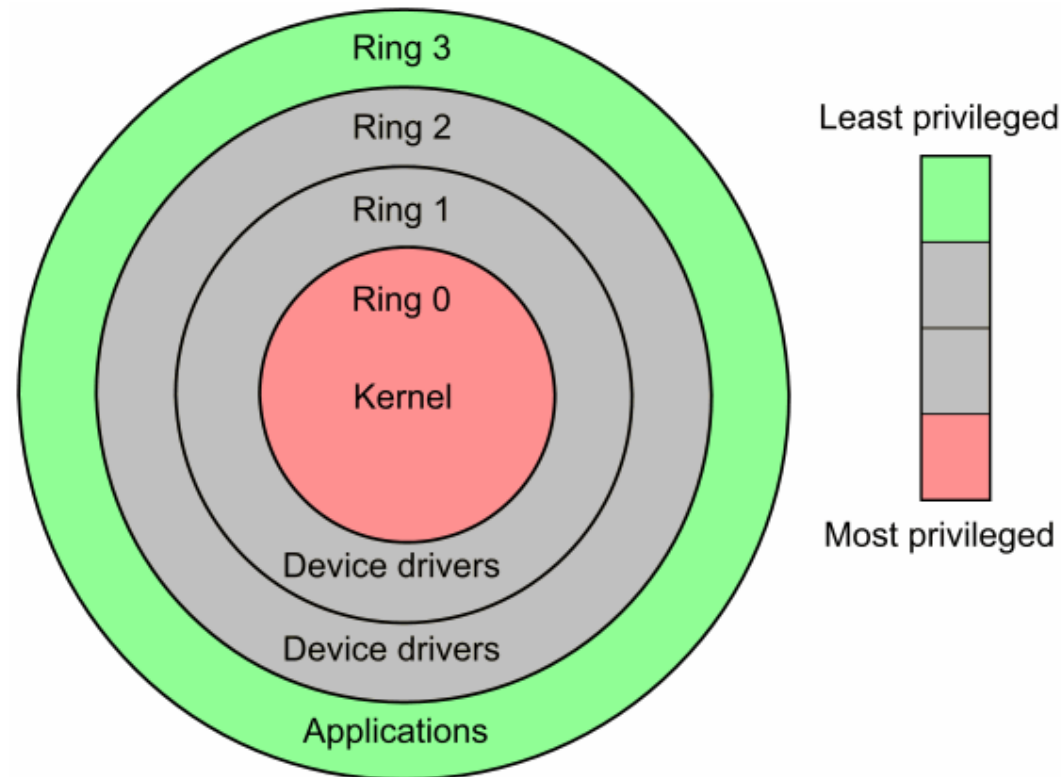 Ring 3
Ring 2
Ring 1
Ring 0
Kernel
Device drivers
Device drivers
Applications
Least privileged
Most privileged